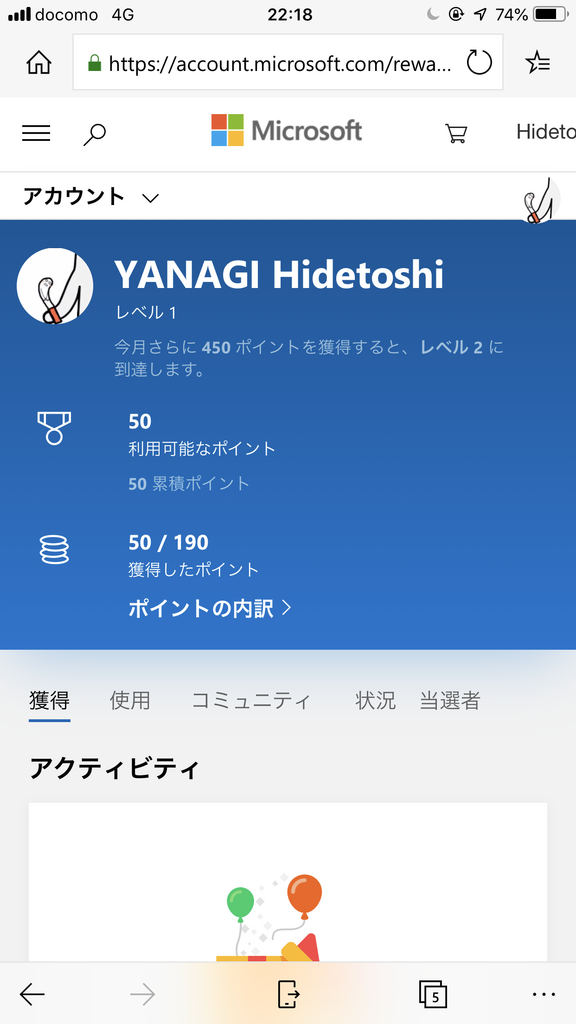 docomo 4G 22:18 74%
https://account.microsoft.com/rewa...
Microsoft Hideto
アカウント
YANAGI Hidetoshi
レベル 1
今月さらに 450 ポイントを獲得すると、レベル 2 に
到達します。
50
利用可能なポイント
50 累積ポイント
50 / 190
獲得したポイント
ポイントの内訳
獲得 使用 コミュニティ 状況 当選者
アクティビティ
5